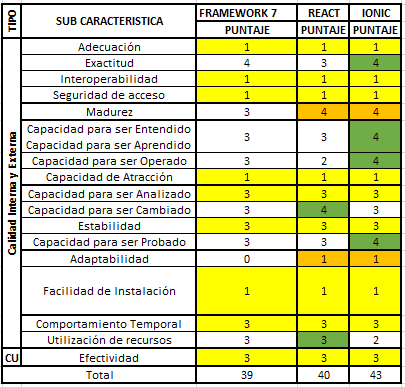 TIPO SUB CARACTERISTICA FRAMEWORK 7 REACT IONIC
PUNTAJE PUNTAJE PUNTAJE
Calidad Interna y Externa
Adecuación 1 1 1
Exactitud 4 3 4
Interoperabilidad 1 1 1
Seguridad de acceso 1 1 1
Madurez 3 4 4
Capacidad para ser Entendido
Capacidad para ser Aprendido 3 3 4
Capacidad para ser Operado 3 2 4
Capacidad de Atracción 1 1 1
Capacidad para ser Analizado 3 3 3
Capacidad para ser Cambiado 3 4 3
Estabilidad 3 3 3
Capacidad para ser Probado 3 3 4
Adaptabilidad 0 1 1
Facilidad de Instalación 1 1 1
Comportamiento Temporal 3 3 3
Utilización de recursos 3 3 2
CU Efectividad 3 3 3
Total 39 40 43